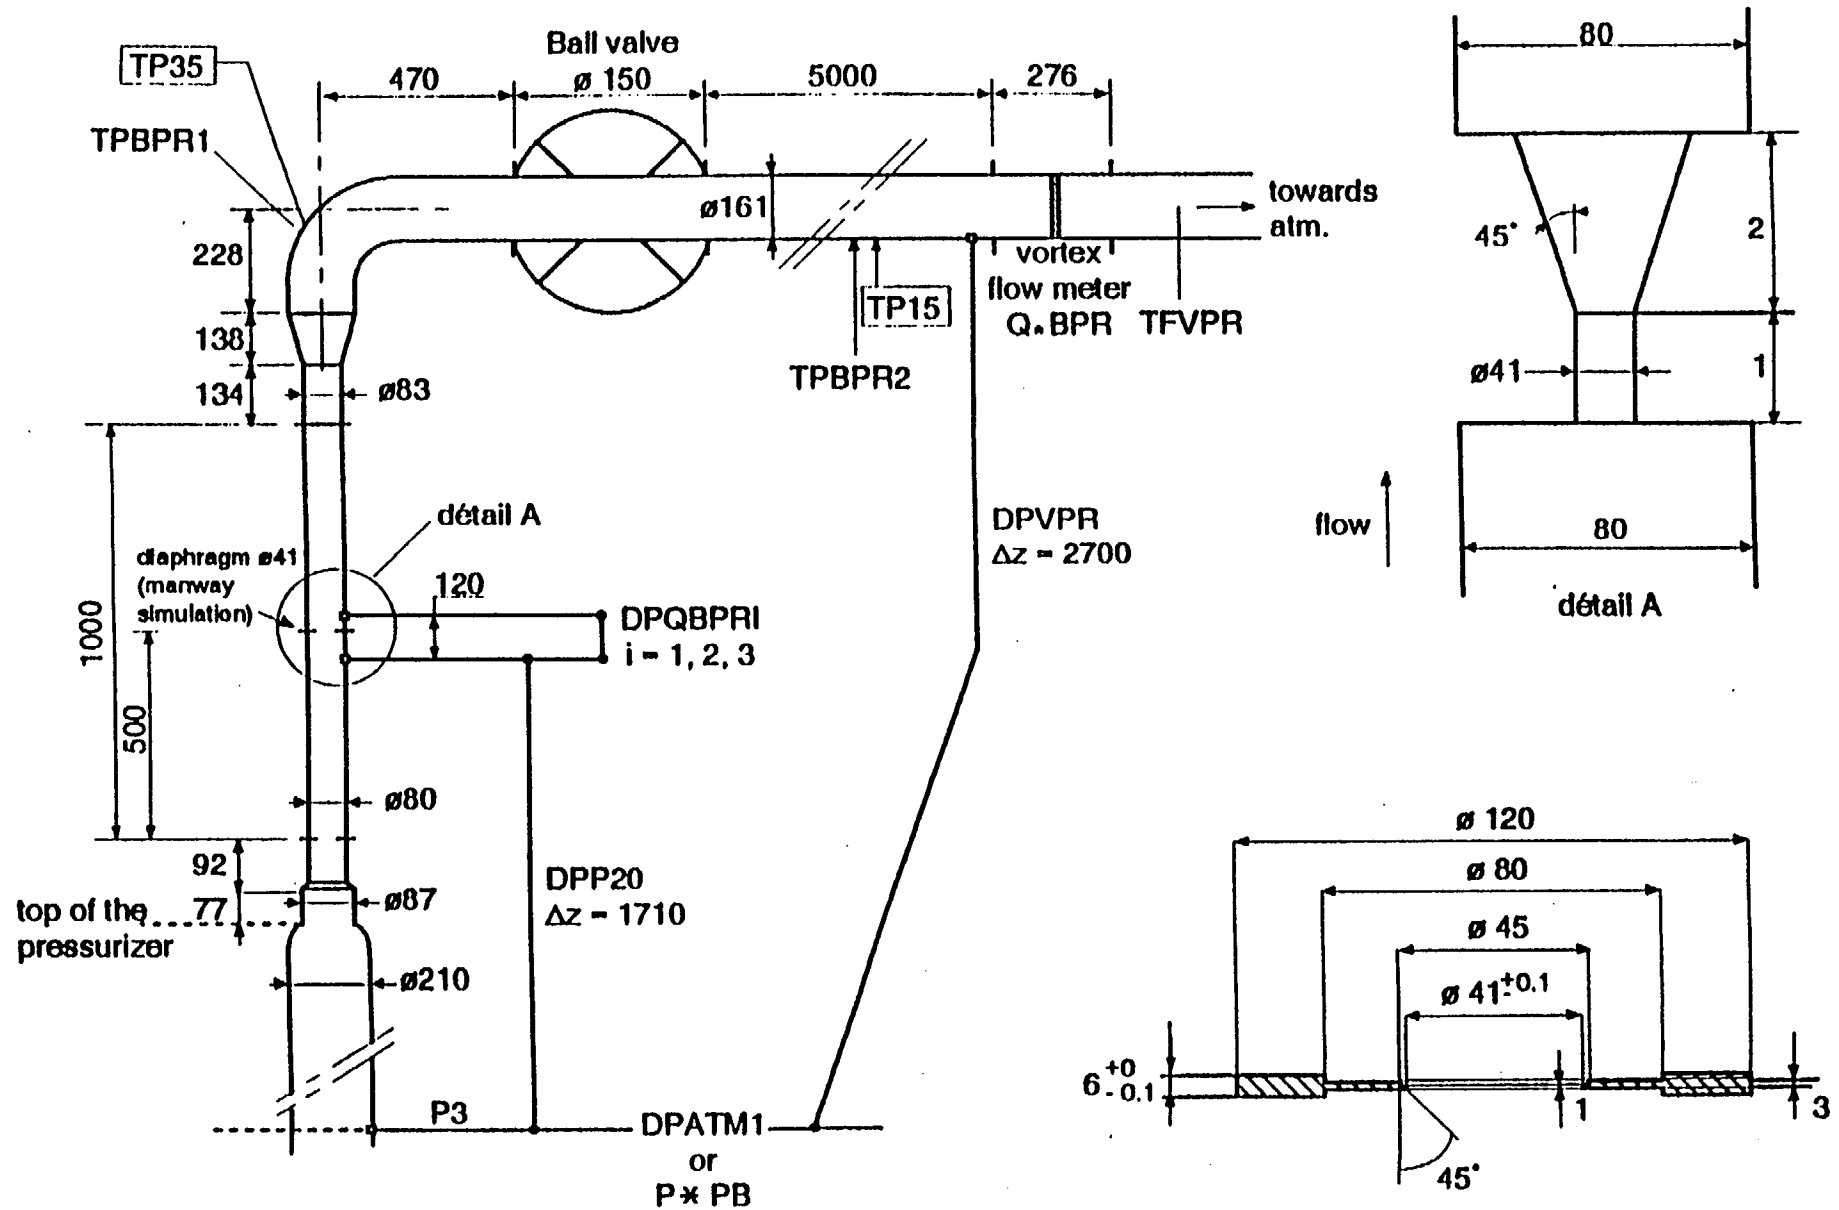 Ball valve
ø 150
TP35
470
5000
276
TPBPR1
ø161
towards
atm.
228
vortex
flow meter
Q.BPR
TFVPR
TP15
138
TPBPR2
134
ø83
détail A
DPVPR
Δz = 2700
diaphragm ø41
(manway
simulation)
120
DPQBPRI
i = 1, 2, 3
1000
500
ø80
92
DPP20
Δz = 1710
top of the
pressurizer
77
ø87
ø210
P3
DPATM1
or
P * PB
80
45°
2
ø41
1
flow
80
détail A
ø 120
ø 80
ø 45
ø 41 +0.1
-
6 +0
-0.1
1
3
45°